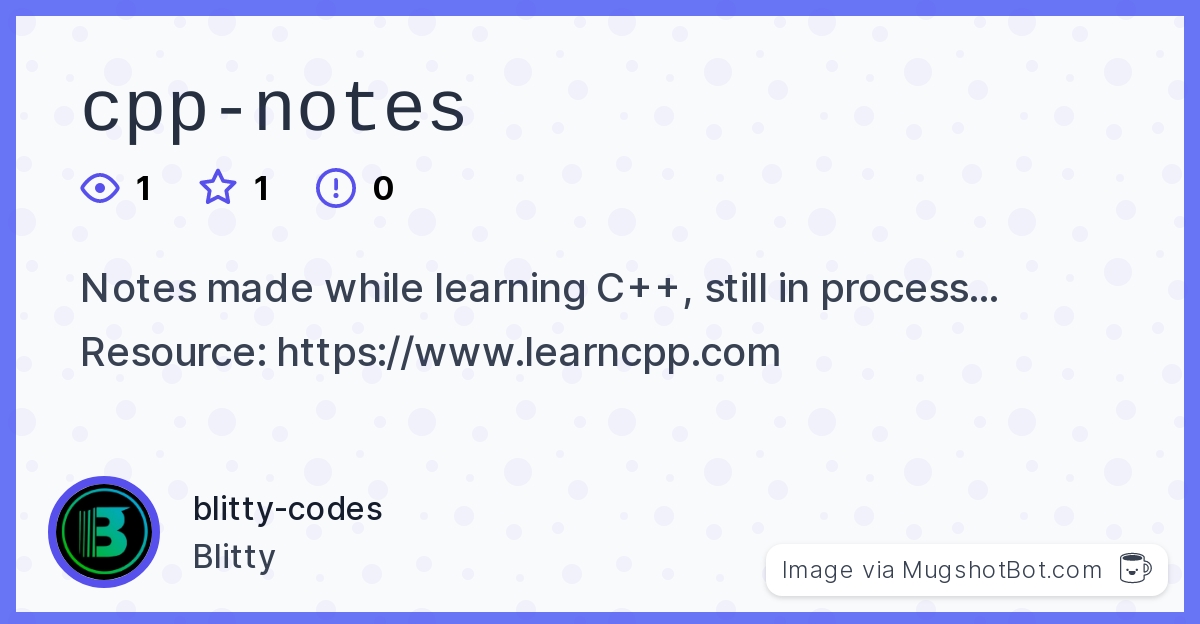 cpp-notes
1 1 0
Notes made while learning C++, still in process...
Resource: https://www.learncpp.com
B
blitty-codes
Blitty
Image via MugshotBot.com